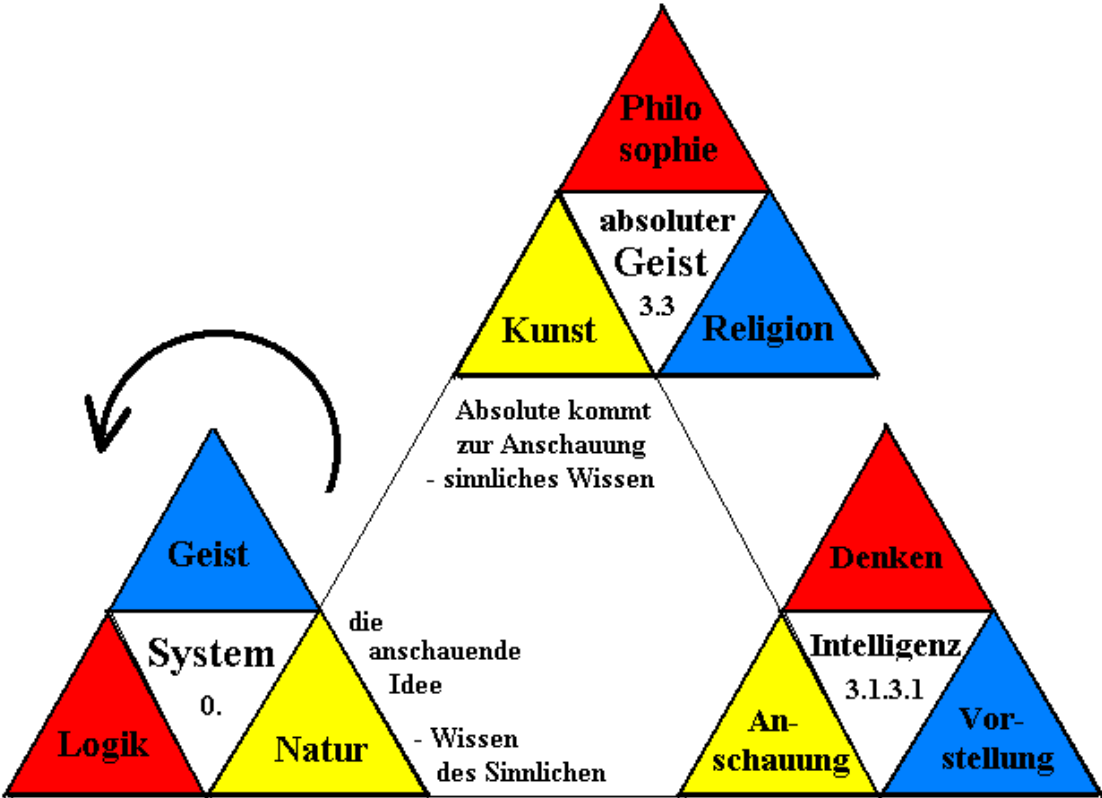 Philo
sophie
absoluter
Geist
3.3
Kunst
Religion
Absolute kommt
zur Anschauung
- sinnliches Wissen
Geist
System
0.
Logik
Natur
die
anschauende
Idee
- Wissen
des Sinnlichen
Denken
Intelligenz
3.1.3.1
An-
schauung
Vor-
stellung